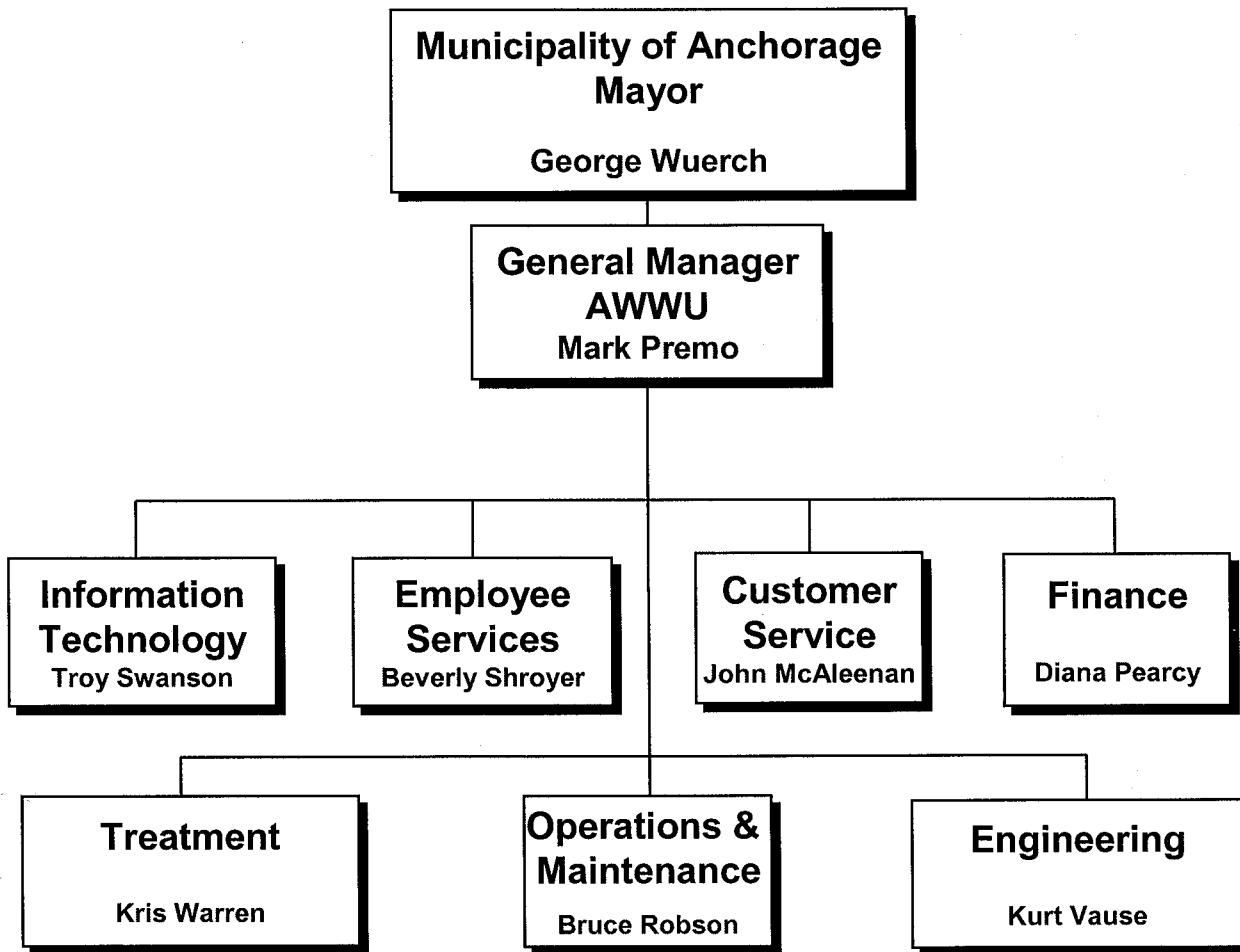 Municipality of Anchorage
Mayor
George Wuerch
General Manager
AWWU
Mark Premo
Information
Technology
Troy Swanson
Employee
Services
Beverly Shroyer
Customer
Service
John McAleenan
Finance
Diana Pearcy
Treatment
Kris Warren
Operations &
Maintenance
Bruce Robson
Engineering
Kurt Vause